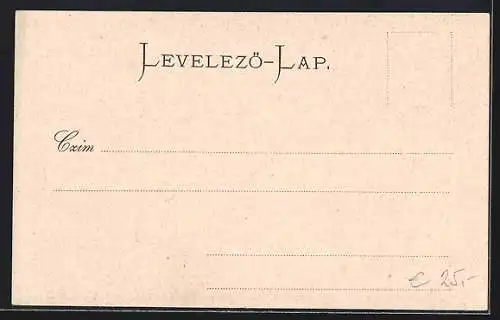 LEVELEZŐ-LAP.
Czim
€ 25,-